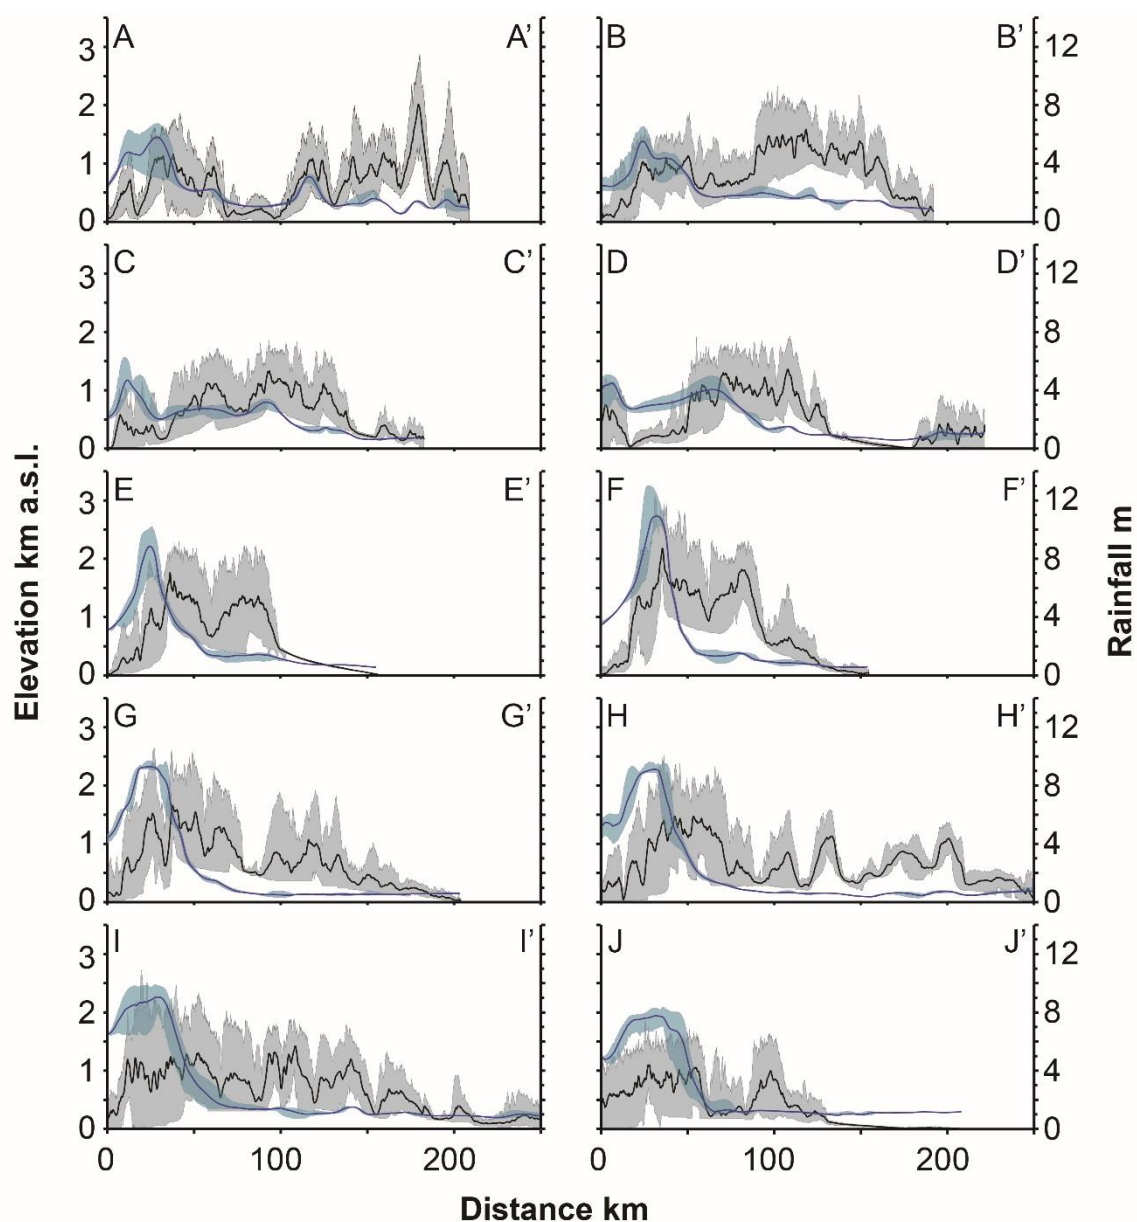 A A’ B B’
3 12
2 8
1 4
0 0
C C’ D D’
3 12
2 8
1 4
0 0
E E’ F F’
3 12
2 8
1 4
0 0
G G’ H H’
3 12
2 8
1 4
0 0
I I’ J J’
3 12
2 8
1 4
0 0
0 100 200 0 100 200
Distance km
Elevation km a.s.l.
Rainfall m